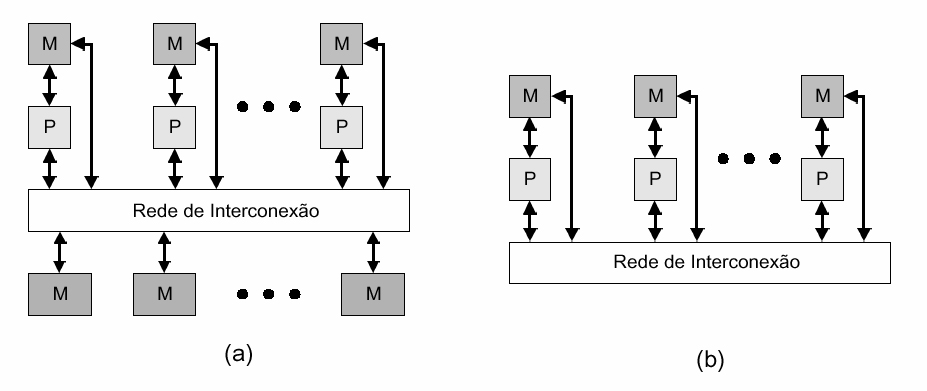 M M M
P P P
Rede de Interconexão
M M M
(a)
M M M
P P P
Rede de Interconexão
(b)